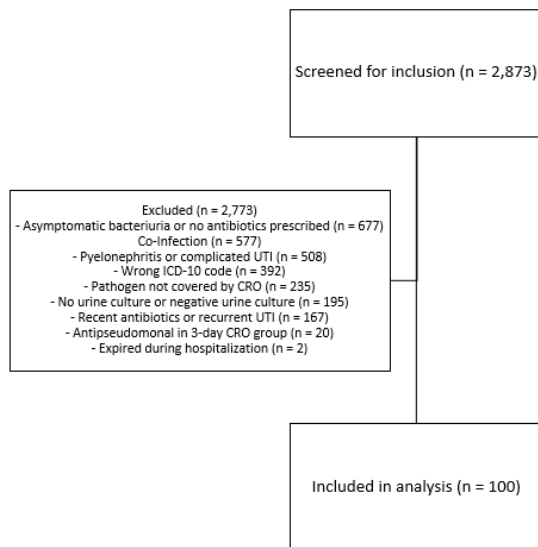 Screened for inclusion (n = 2,873)
Excluded (n = 2,773)
- Asymptomatic bacteriuria or no antibiotics prescribed (n = 677)
Co-Infection (n = 577)
- Pyelonephritis or complicated UTI (n = 508)
- Wrong ICD-10 code (n = 392)
- Pathogen not covered by CRO (n = 235)
- No urine culture or negative urine culture (n = 195)
- Recent antibiotics or recurrent UTI (n = 167)
- Antipseudomonal in 3-day CRO group (n = 20)
- Expired during hospitalization (n = 2)
Included in analysis (n = 100)